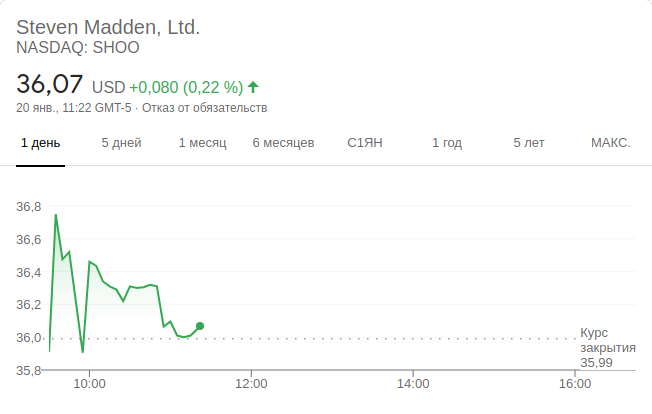 Steven Madden, Ltd.
NASDAQ: SHOO
36,07 USD +0,080 (0,22 %)
20 янв., 11:22 GMT-5 · Отказ от обязательств
1 день 5 дней 1 месяц 6 месяцев С1ЯН 1 год 5 лет МАКС.
36,8
36,6
36,4
36,2
36,0
35,8
Курс
закрытия
35,99
10:00 12:00 14:00 16:00